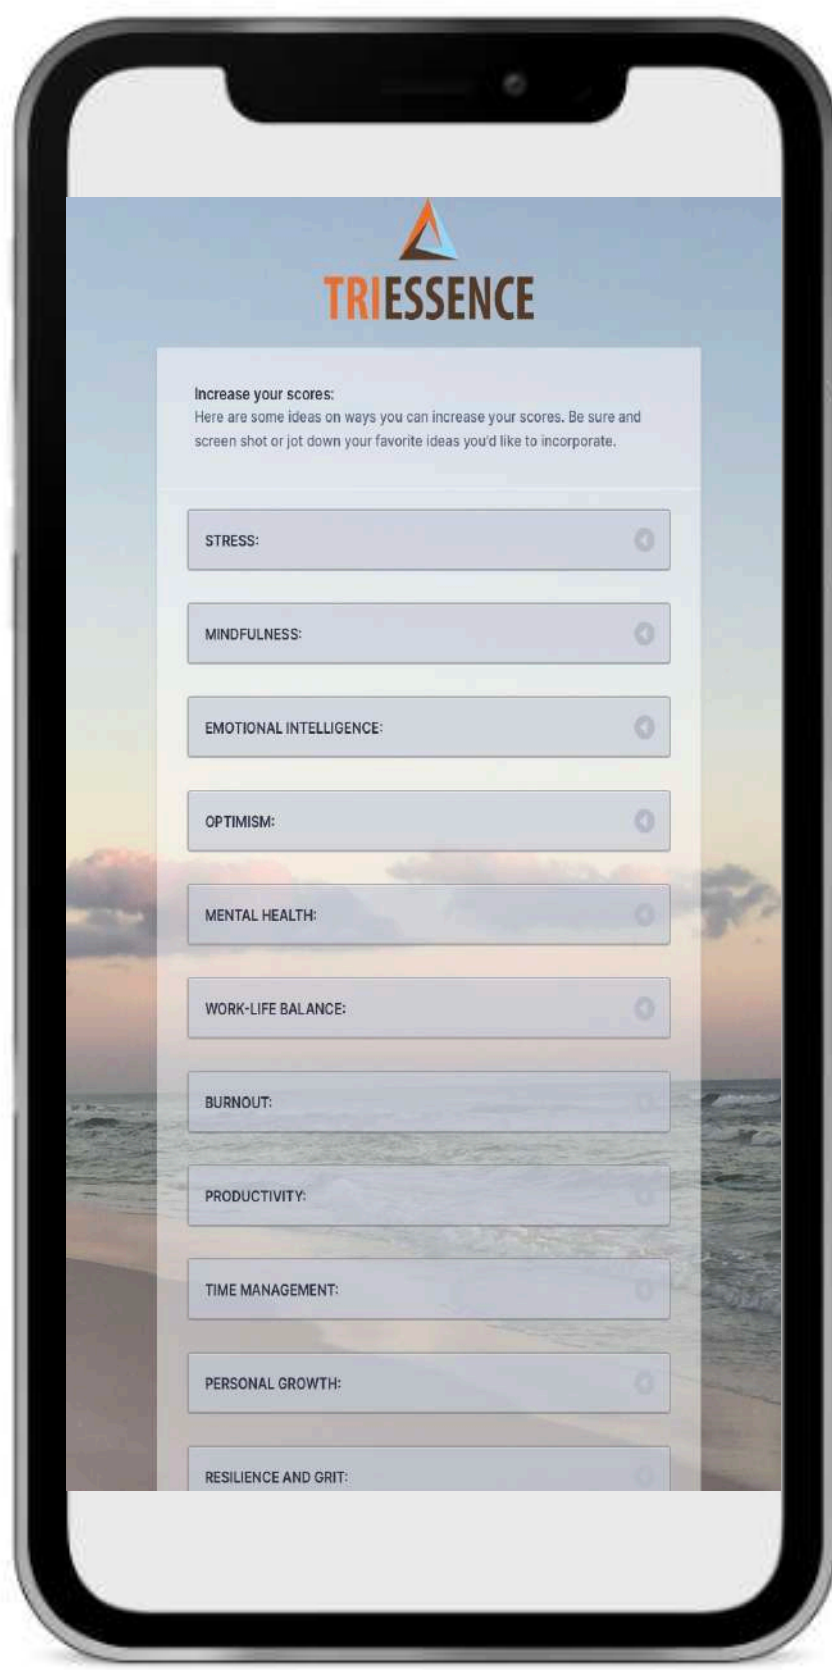 TRIESSENCE
Increase your scores:
Here are some ideas on ways you can increase your scores. Be sure and
screen shot or jot down your favorite ideas you'd like to incorporate.
STRESS:
MINDFULNESS:
EMOTIONAL INTELLIGENCE:
OPTIMISM:
MENTAL HEALTH:
WORK-LIFE BALANCE:
BURNOUT:
PRODUCTIVITY:
TIME MANAGEMENT:
PERSONAL GROWTH:
RESILIENCE AND GRIT: